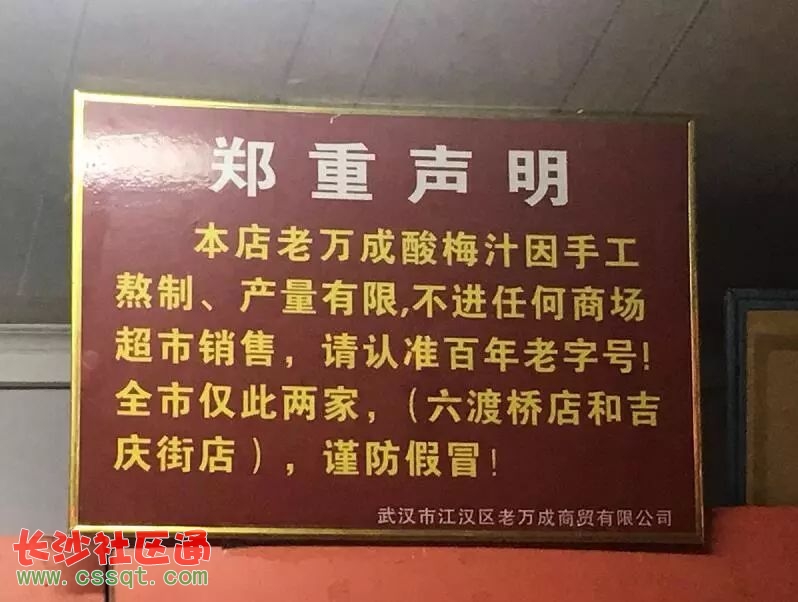 郑重声明
本店老万成酸梅汁因手工
熬制、产量有限,不进任何商场
超市销售，请认准百年老字号!
全市仅此两家，(六渡桥店和吉
庆街店)，谨防假冒!
武汉市江汉区老万成商贸有限公司
长沙社区通
www.cssqt.com